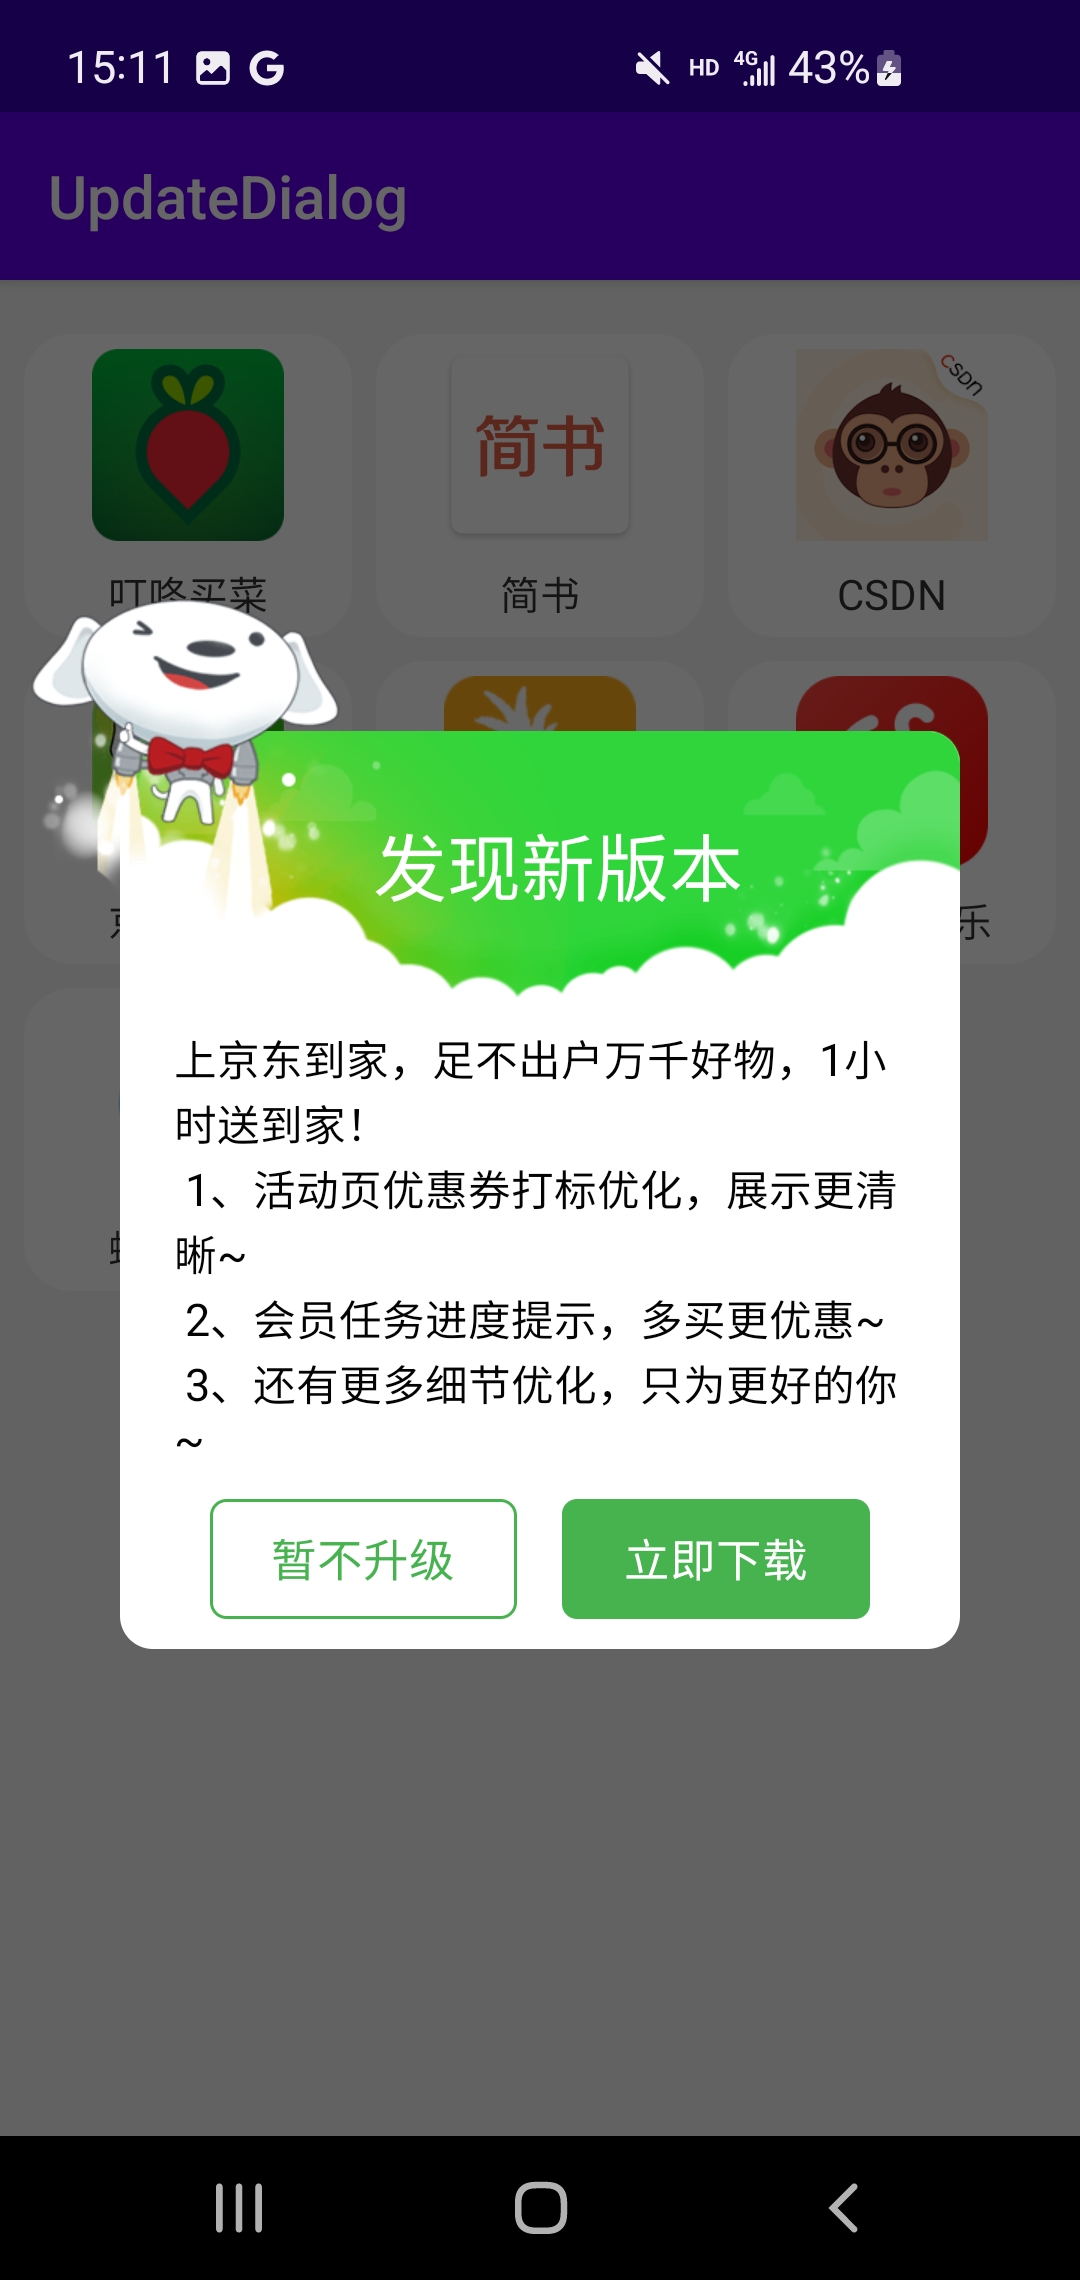 15:11
HD 4G 43%
UpdateDialog
简书
CSDN
叮咚买菜
简书
CSDN
乐
发现新版本
上京东到家，足不出户万千好物，1小
时送到家！
1、活动页优惠券打标优化，展示更清
晰~
2、会员任务进度提示，多买更优惠~
3、还有更多细节优化，只为更好的你
~
暂不升级
立即下载